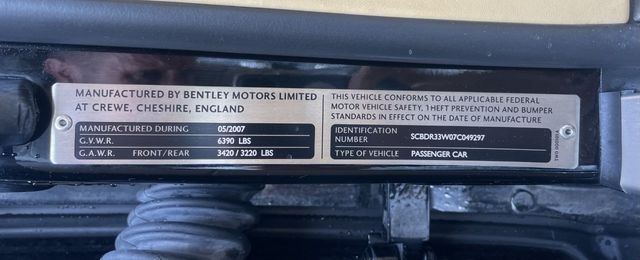 MANUFACTURED BY BENTLEY MOTORS LIMITED
AT CREWE, CHESHIRE, ENGLAND
MANUFACTURED DURING 05/2007
G.V.W.R. 6390 LBS
G.A.W.R. FRONT/REAR 3420 / 3220 LBS
THIS VEHICLE CONFORMS TO ALL APPLICABLE FEDERAL
MOTOR VEHICLE SAFETY, THEFT PREVENTION AND BUMPER
STANDARDS IN EFFECT ON THE DATE OF MANUFACTURE
IDENTIFICATION
NUMBER SCBDR33W07C049297
TYPE OF VEHICLE PASSENGER CAR